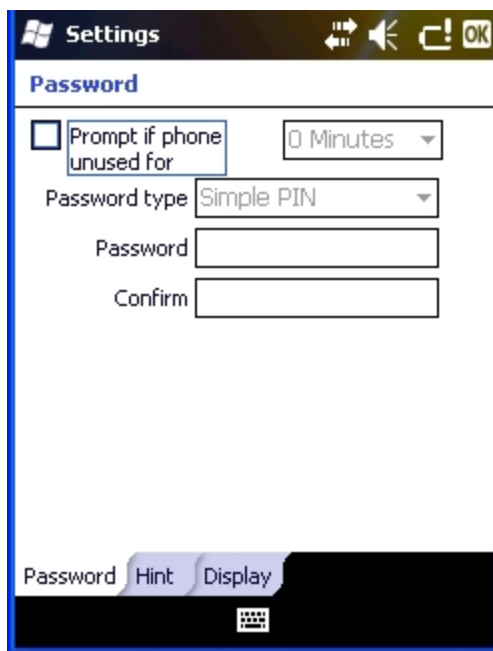 Settings
OK
Password
Prompt if phone
unused for
0 Minutes
Password type
Simple PIN
Password
Confirm
Password
Hint
Display